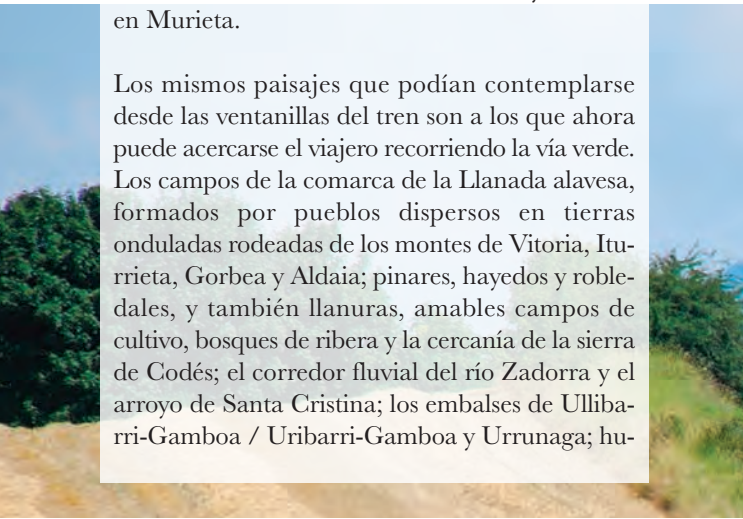 en Murieta.
Los mismos paisajes que podían contemplarse
desde las ventanillas del tren son a los que ahora
puede acercarse el viajero recorriendo la vía verde.
Los campos de la comarca de la Llanada alavesa,
formados por pueblos dispersos en tierras
onduladas rodeadas de los montes de Vitoria, Itu-
rrieta, Gorbea y Aldaia; pinares, hayedos y roble-
dales, y también llanuras, amables campos de
cultivo, bosques de ribera y la cercanía de la sierra
de Codés; el corredor fluvial del río Zadorra y el
arroyo de Santa Cristina; los embalses de Ulliba-
rri-Gamboa / Uribarri-Gamboa y Urrunaga; hu-